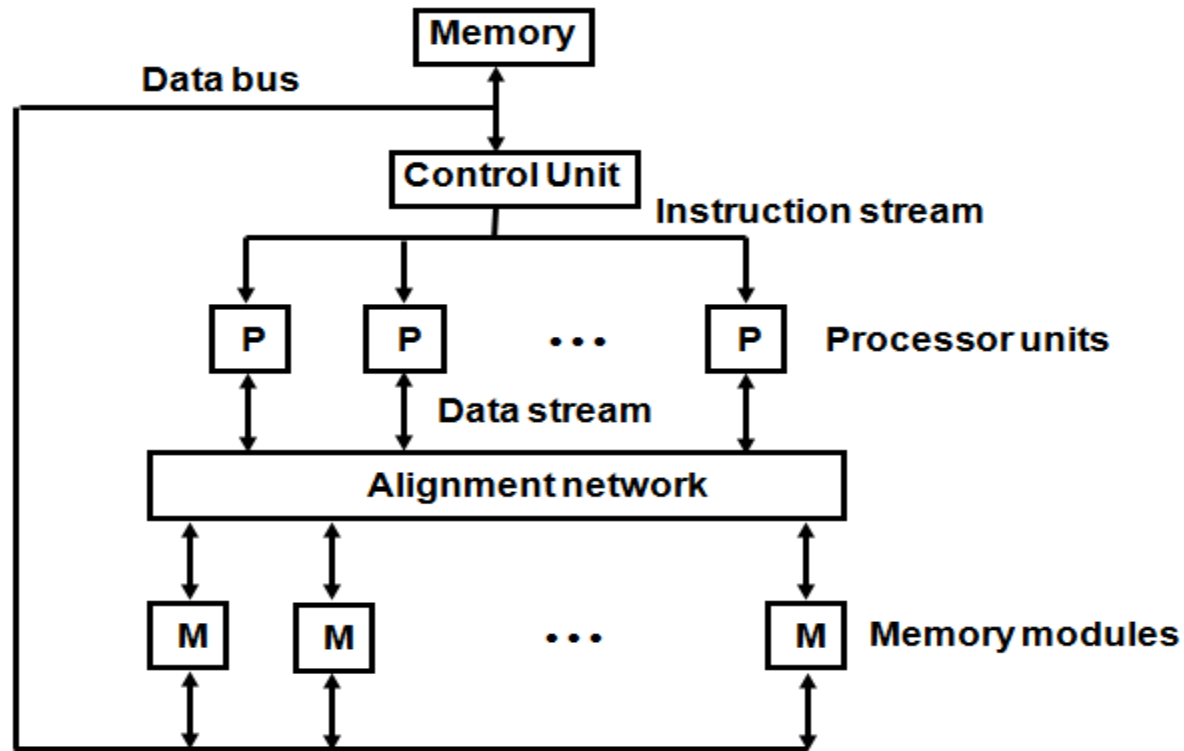 Memory
Data bus
Control Unit
Instruction stream
P P ... P Processor units
Data stream
Alignment network
M M ... M Memory modules